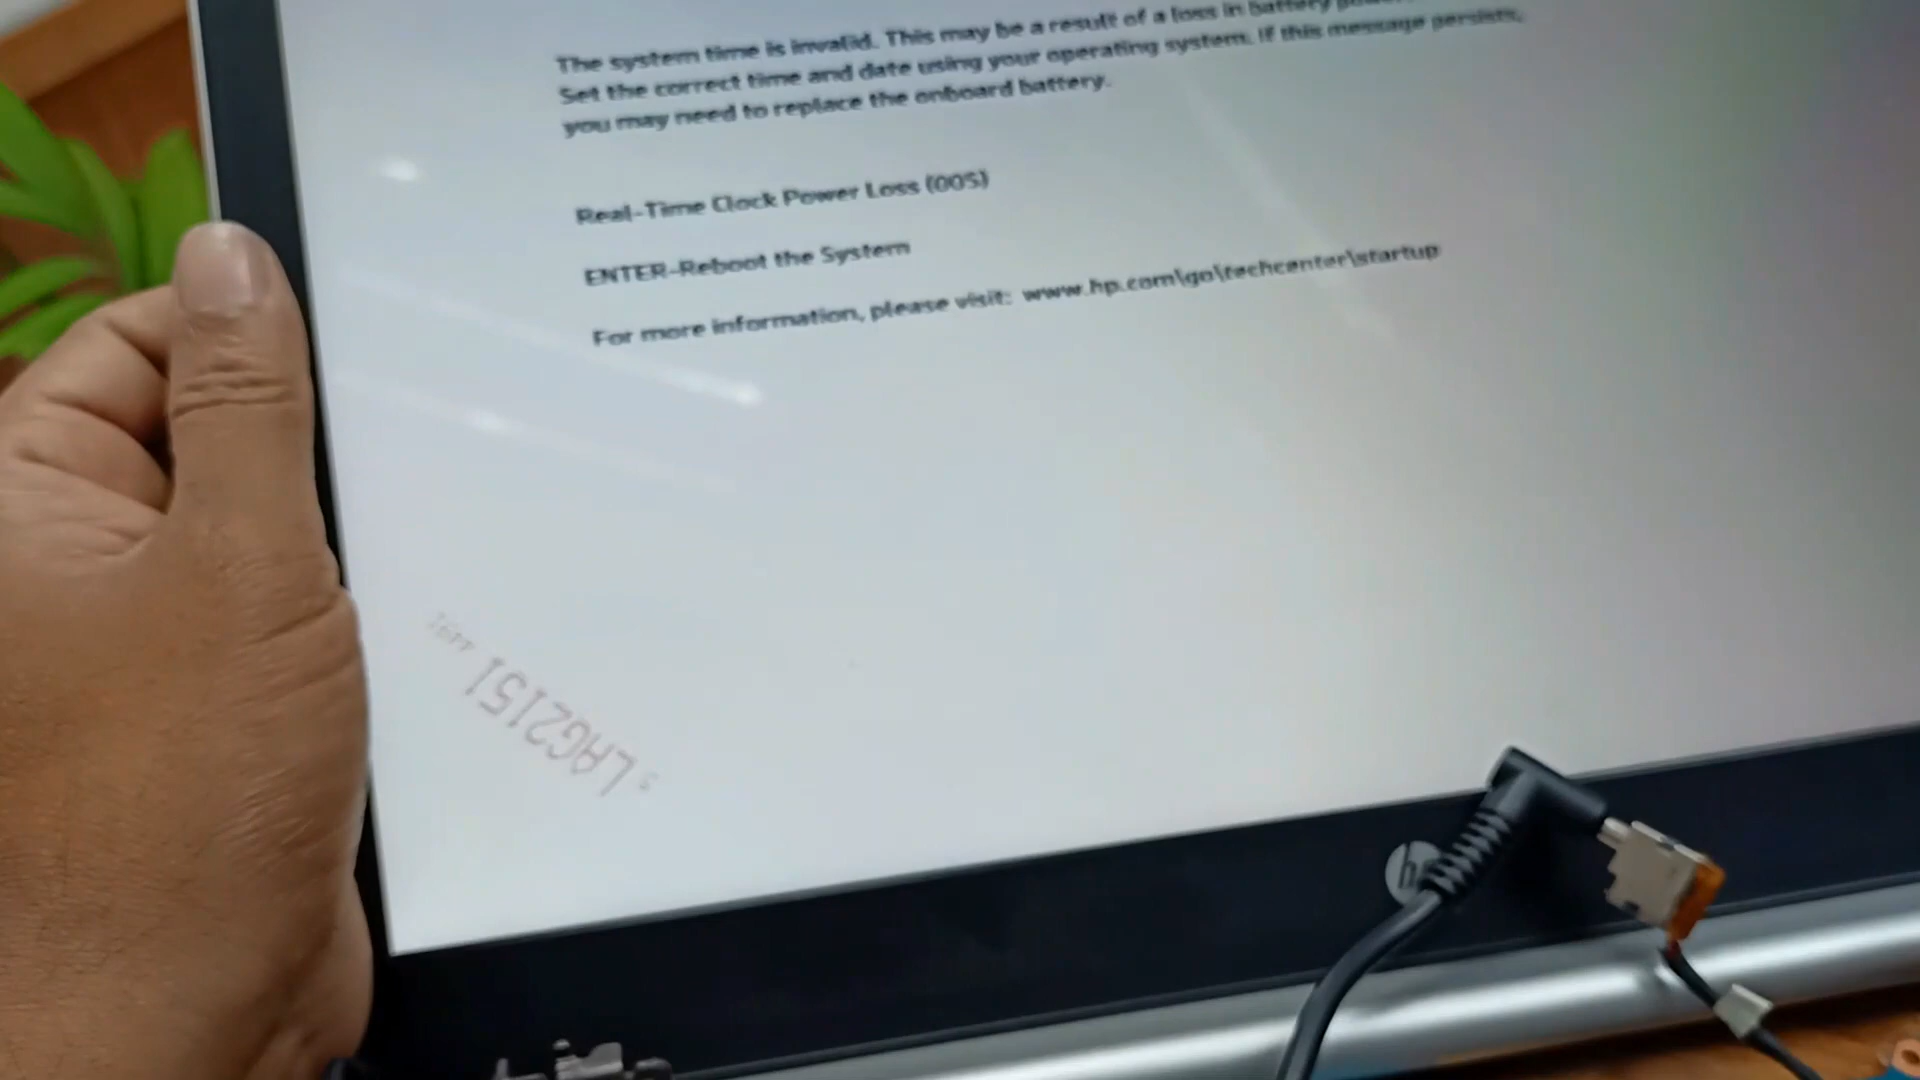 The system time is invalid. This may be a result of a loss in battery power.
Set the correct time and date using your operating system. If this message persists,
you may need to replace the onboard battery.
Real-Time Clock Power Loss (005)
ENTER-Reboot the System
For more information, please visit: www.hp.com\go\techcenter\startup
LAG2151
hp